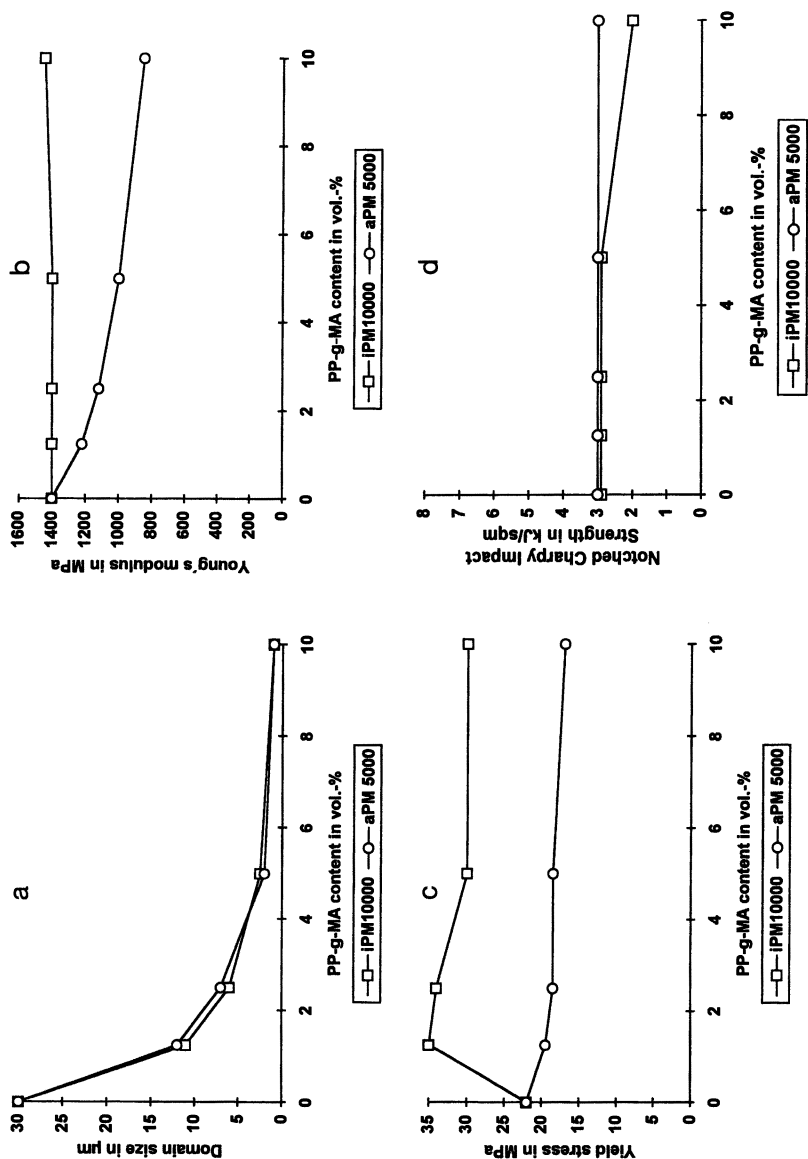 a
Domain size in µm
30
25
20
15
10
5
0
0 2 4 6 8 10
PP-g-MA content in vol.-%
iPM10000 aPM 5000
b
Young´s modulus in MPa
1600
1400
1200
1000
800
600
400
200
0
0 2 4 6 8 10
PP-g-MA content in vol.-%
iPM10000 aPM 5000
c
Yield stress in MPa
35
30
25
20
15
10
5
0
0 2 4 6 8 10
PP-g-MA content in vol.-%
iPM10000 aPM 5000
d
Notched Charpy Impact
Strength in kJ/sqm
8
7
6
5
4
3
2
1
0
0 2 4 6 8 10
PP-g-MA content in vol.-%
iPM10000 aPM 5000